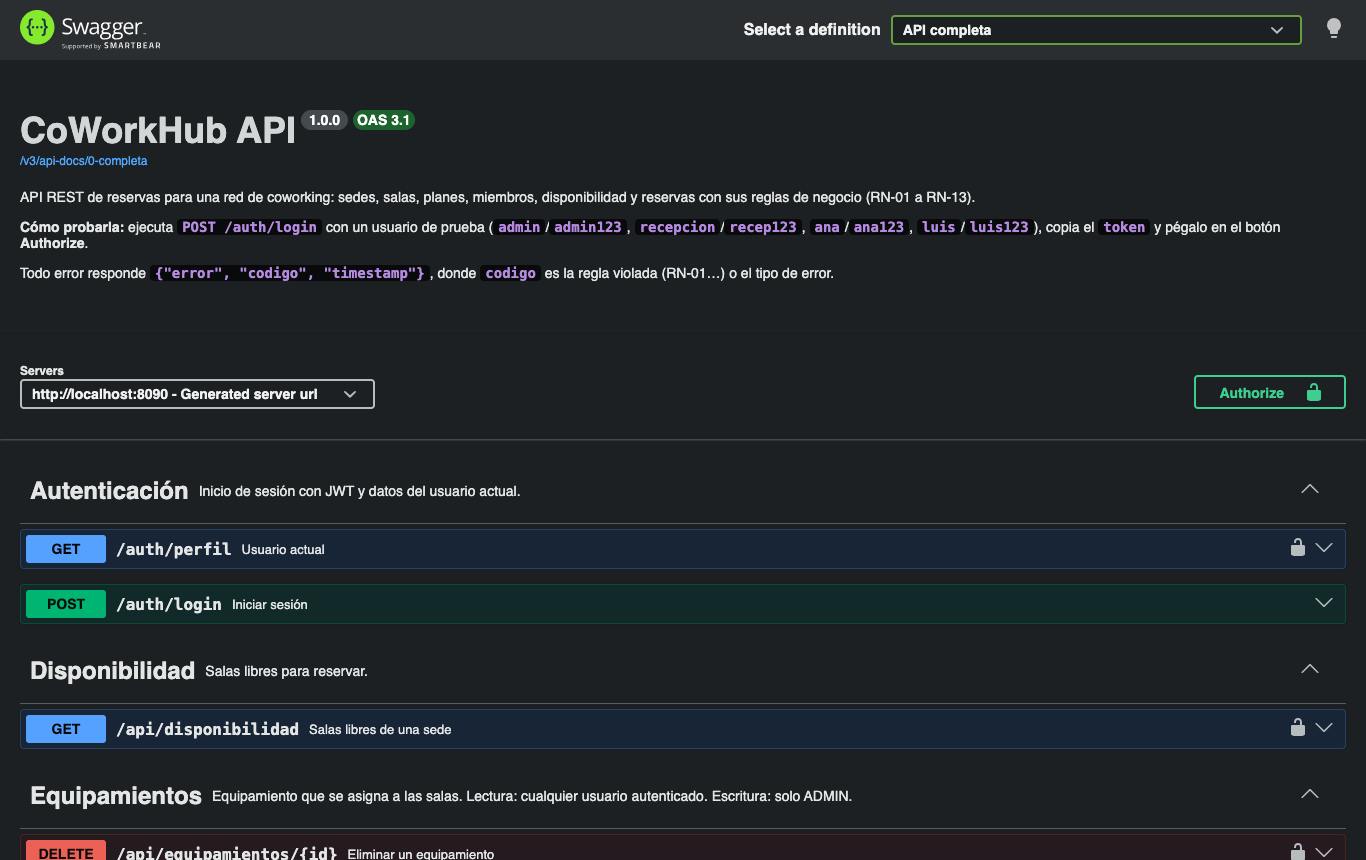 Swagger
Supported by SMARTBEAR
Select a definition
API completa
CoWorkHub API 1.0.0 OAS 3.1
/v3/api-docs/0-completa
API REST de reservas para una red de coworking: sedes, salas, planes, miembros, disponibilidad y reservas con sus reglas de negocio (RN-01 a RN-13).
Cómo probarla: ejecuta POST /auth/login con un usuario de prueba ( admin / admin123 , recepcion / recep123 , ana / ana123 , luis / luis123 ), copia el token y pégalo en el botón
Authorize.
Todo error responde {"error", "codigo", "timestamp"} , donde codigo es la regla violada (RN-01…) o el tipo de error.
Servers
http://localhost:8090 - Generated server url
Authorize
Autenticación Inicio de sesión con JWT y datos del usuario actual.
GET /auth/perfil Usuario actual
POST /auth/login Iniciar sesión
Disponibilidad Salas libres para reservar.
GET /api/disponibilidad Salas libres de una sede
Equipamientos Equipamiento que se asigna a las salas. Lectura: cualquier usuario autenticado. Escritura: solo ADMIN.
DELETE /api/equipamientos/{id} Eliminar un equipamiento